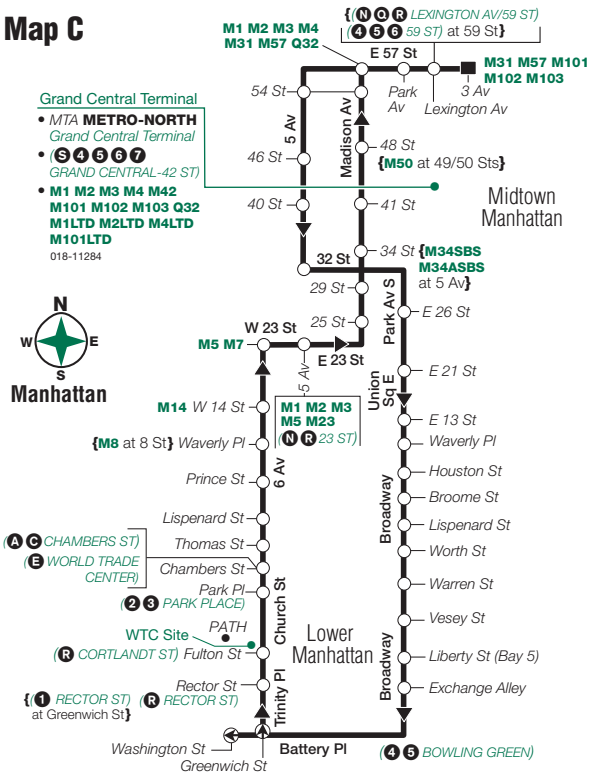 Map C
M1 M2 M3 M4
M31 M57 Q32
{(N Q R LEXINGTON AV/59 ST)
(4 5 6 59 ST) at 59 St}
E 57 St
M31 M57 M101
M102 M103
3 Av
Park
Av
Lexington Av
Grand Central Terminal
• MTA METRO-NORTH
Grand Central Terminal
• (S 4 5 6 7
GRAND CENTRAL-42 ST)
• M1 M2 M3 M4 M42
M101 M102 M103 Q32
M1LTD M2LTD M4LTD
M101LTD
018-11284
54 St
5 Av
46 St
40 St
Madison Av
48 St
{M50 at 49/50 Sts}
Midtown
Manhattan
41 St
34 St {M34SBS
M34ASBS
at 5 Av}
32 St
29 St
25 St
Park Av S
E 26 St
N
W E
S
Manhattan
W 23 St
M5 M7
5 Av
E 23 St
M1 M2 M3
M5 M23
(N R 23 ST)
E 21 St
Union
Sq E
M14 W 14 St
E 13 St
{M8 at 8 St} Waverly Pl
Waverly Pl
6 Av
Prince St
Houston St
Broadway
Broome St
Lispenard St
Lispenard St
(A C CHAMBERS ST)
(E WORLD TRADE
CENTER)
Thomas St
Chambers St
Worth St
Park Pl
(2 3 PARK PLACE)
Warren St
Church St
WTC Site
PATH
Vesey St
Lower
Manhattan
(R CORTLANDT ST) Fulton St
Liberty St (Bay 5)
Broadway
Rector St
{(1 RECTOR ST) (R RECTOR ST)
at Greenwich St}
Exchange Alley
Trinity Pl
Washington St
Battery Pl
(4 5 BOWLING GREEN)
Greenwich St